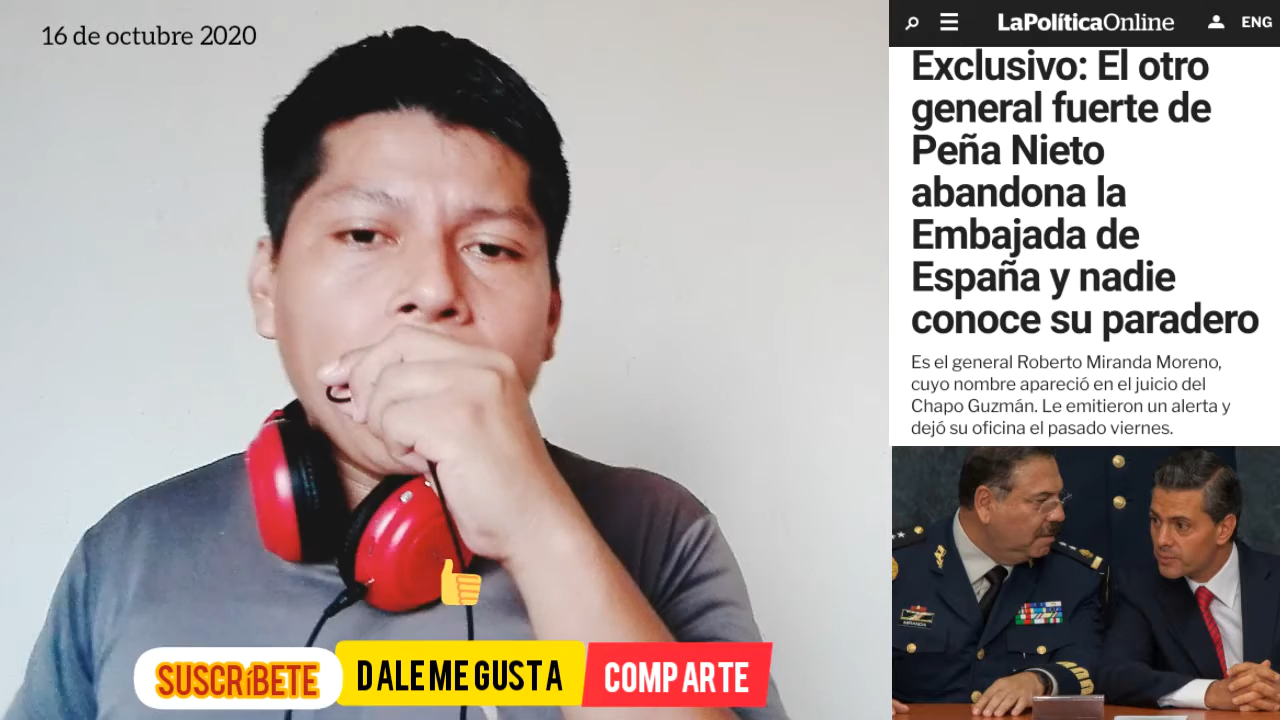 16 de octubre 2020
LaPolíticaOnline
ENG
Exclusivo: El otro
general fuerte de
Peña Nieto
abandona la
Embajada de
España y nadie
conoce su paradero
Es el general Roberto Miranda Moreno,
cuyo nombre apareció en el juicio del
Chapo Guzmán. Le emitieron un alerta y
dejó su oficina el pasado viernes.
MIRANDA
SUSCRíBETE
DALE ME GUSTA
COMPARTE